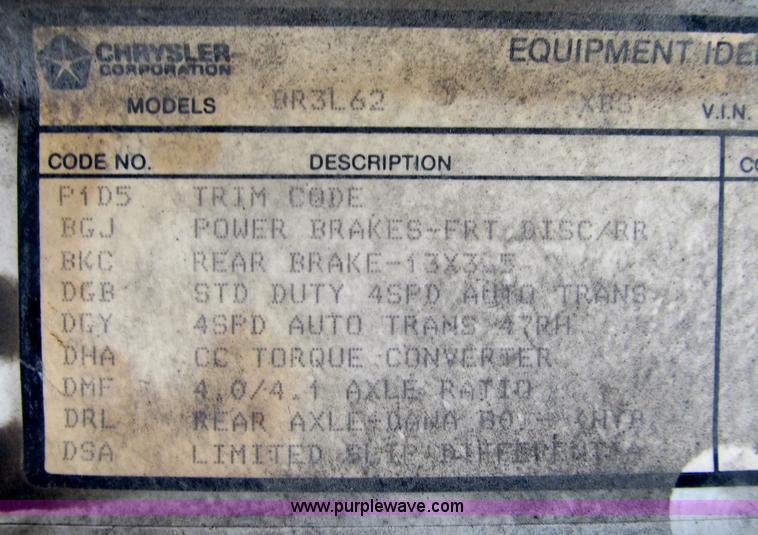 CHRYSLER
CORPORATION
EQUIPMENT IDE
MODELS BR3L62
V.I.N.
CODE NO. DESCRIPTION CO
P1D5 TRIM CODE
BGJ POWER BRAKES-FRT DISC/RR
BKC REAR BRAKE-13X3.5
DGB STD DUTY 4SPD AUTO TRANS
DGY 4SPD AUTO TRANS 47RH
DHA CC TORQUE CONVERTER
DMF 4.0/4.1 AXLE RATIO
DRL REAR AXLE-DANA 80
DSA LIMITED SLIP DIFFERENTIA
www.purplewave.com